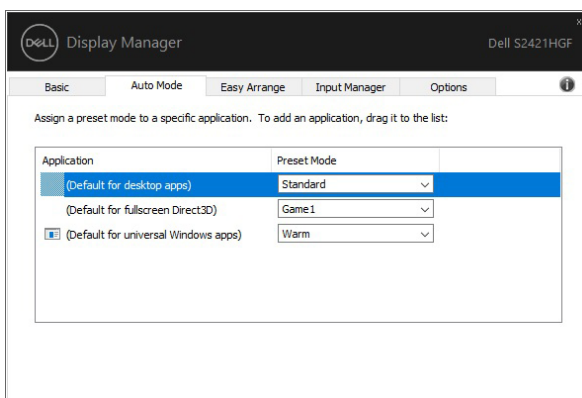 DELL Display Manager Dell S2421HGF
Basic Auto Mode Easy Arrange Input Manager Options
Assign a preset mode to a specific application. To add an application, drag it to the list:
Application Preset Mode
(Default for desktop apps) Standard
(Default for fullscreen Direct3D) Game1
(Default for universal Windows apps) Warm